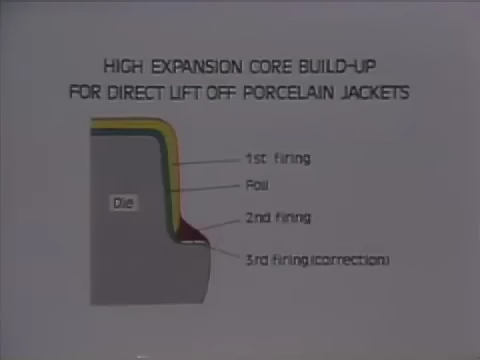 HIGH EXPANSION CORE BUILD-UP
FOR DIRECT LIFT OFF PORCELAIN JACKETS
1st firing
Foil
Die
2nd firing
3rd firing (correction)